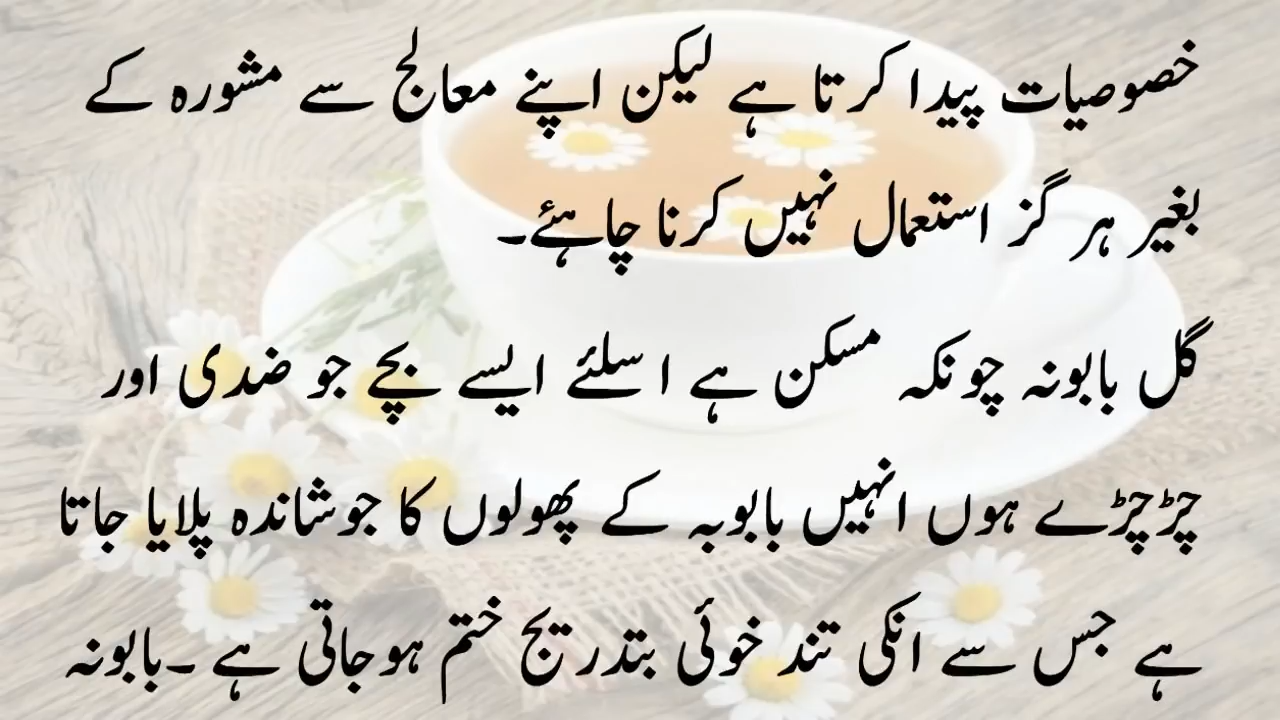 خصوصیات پیدا کرتا ہے لیکن اپنے معالج سے مشورہ کے
بغیر ہر گز استعمال نہیں کرنا چاہئے۔
گل بابونہ چونکہ مسکن ہے اسلئے ایسے بچے جو ضدی اور
چڑچڑے ہوں انہیں بابوبہ کے پھولوں کا جوشاندہ پلایا جاتا
ہے جس سے انکی تند خوئی بتدریج ختم ہوجاتی ہے ۔بابونہ